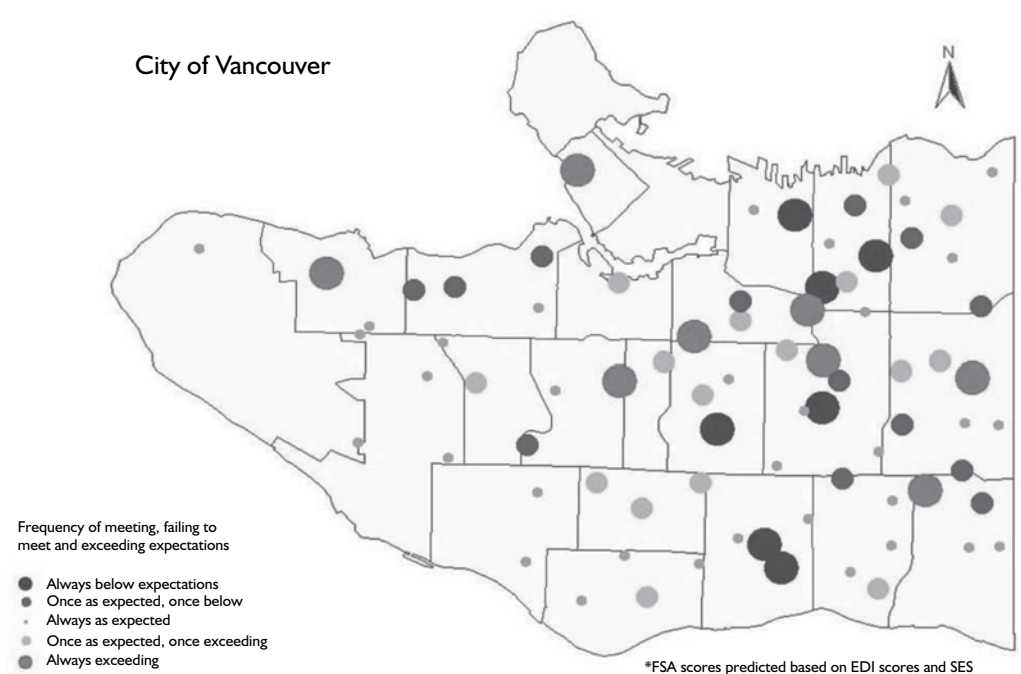 City of Vancouver
N
Frequency of meeting, failing to
meet and exceeding expectations
Always below expectations
Once as expected, once below
Always as expected
Once as expected, once exceeding
Always exceeding
*FSA scores predicted based on EDI scores and SES